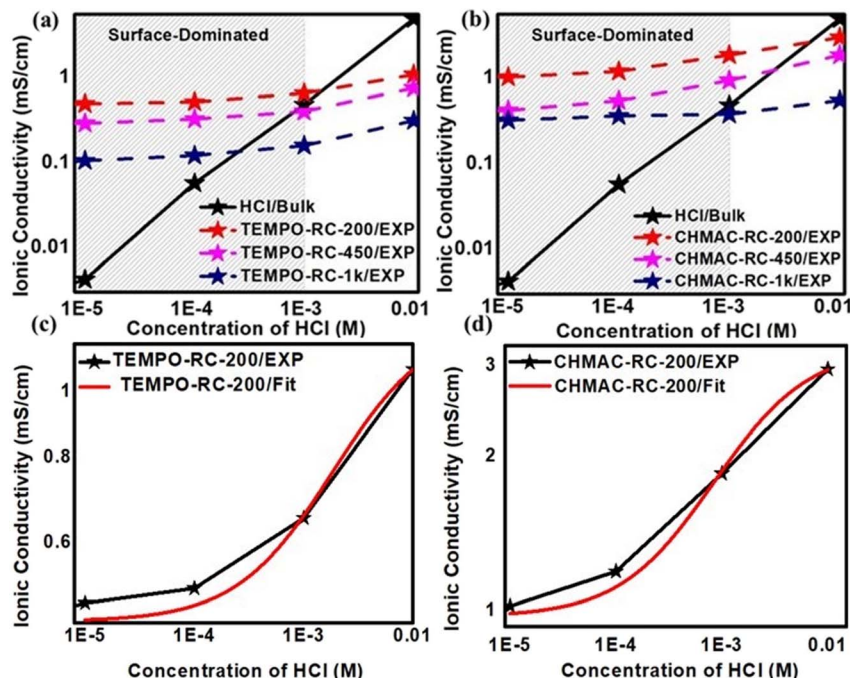 (a)
Surface-Dominated
Ionic Conductivity (mS/cm)
1
0.1
0.01
HCl/Bulk
TEMPO-RC-200/EXP
TEMPO-RC-450/EXP
TEMPO-RC-1k/EXP
1E-5 1E-4 1E-3 0.01
Concentration of HCl (M)
(b)
Surface-Dominated
Ionic Conductivity (mS/cm)
1
0.1
0.01
HCl/Bulk
CHMAC-RC-200/EXP
CHMAC-RC-450/EXP
CHMAC-RC-1k/EXP
1E-5 1E-4 1E-3 0.01
Concentration of HCl (M)
(c)
TEMPO-RC-200/EXP
TEMPO-RC-200/Fit
Ionic Conductivity (mS/cm)
1
0.8
0.6
1E-5 1E-4 1E-3 0.01
Concentration of HCl (M)
(d)
CHMAC-RC-200/EXP
CHMAC-RC-200/Fit
Ionic Conductivity (mS/cm)
3
2
1
1E-5 1E-4 1E-3 0.01
Concentration of HCl (M)